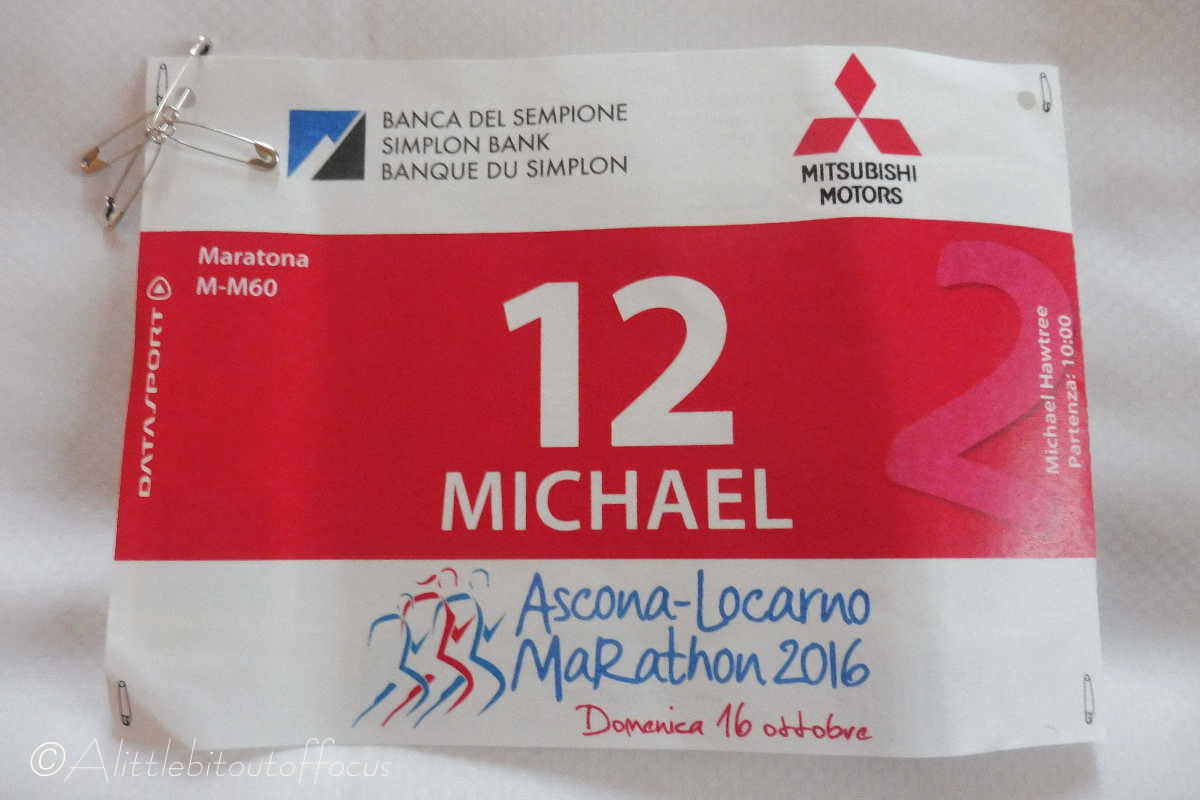 BANCA DEL SEMPIONE
SIMPLON BANK
BANQUE DU SIMPLON
MITSUBISHI
MOTORS
Maratona
M-M60
DATASPORT
12
MICHAEL
2
Michael Hawtree
Partenza: 10:00
Ascona-Locarno
MaRathon 2016
Domenica 16 ottobre
©Alittlebitoutoffocus